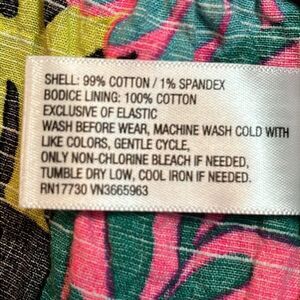 SHELL: 99% COTTON / 1% SPANDEX
BODICE LINING: 100% COTTON
EXCLUSIVE OF ELASTIC
WASH BEFORE WEAR, MACHINE WASH COLD WITH
LIKE COLORS, GENTLE CYCLE,
ONLY NON-CHLORINE BLEACH IF NEEDED,
TUMBLE DRY LOW, COOL IRON IF NEEDED.
RN17730 VN3665963